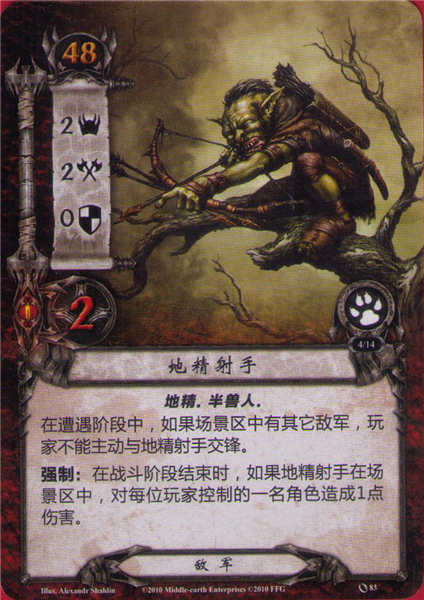 48
2
2
0
2
4/14
地精射手
地精. 半兽人.
在遭遇阶段中，如果场景区中有其它敌军，玩
家不能主动与地精射手交锋。
强制：在战斗阶段结束时，如果地精射手在场
景区中，对每位玩家控制的一名角色造成1点
伤害。
敌军
Illus. Alexandr Shaldin ©2010 Middle-earth Enterprises ©2010 FFG 83